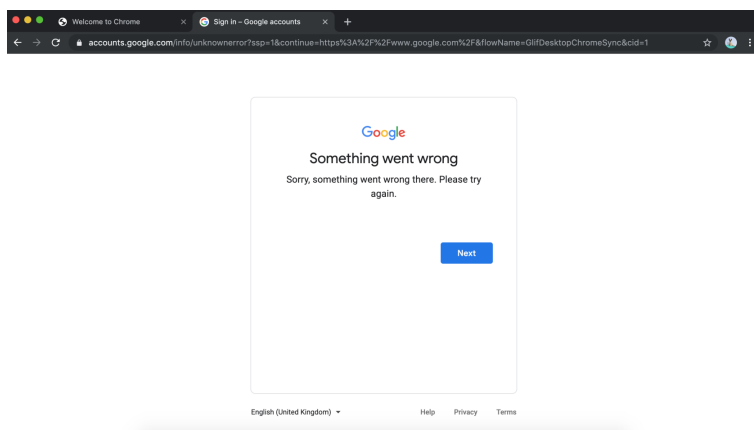 Welcome to Chrome
Sign in – Google accounts
accounts.google.com/info/unknownerror?ssp=1&continue=https%3A%2F%2Fwww.google.com%2F&flowName=GlifDesktopChromeSync&cid=1
Google
Something went wrong
Sorry, something went wrong there. Please try
again.
Next
English (United Kingdom)
Help Privacy Terms